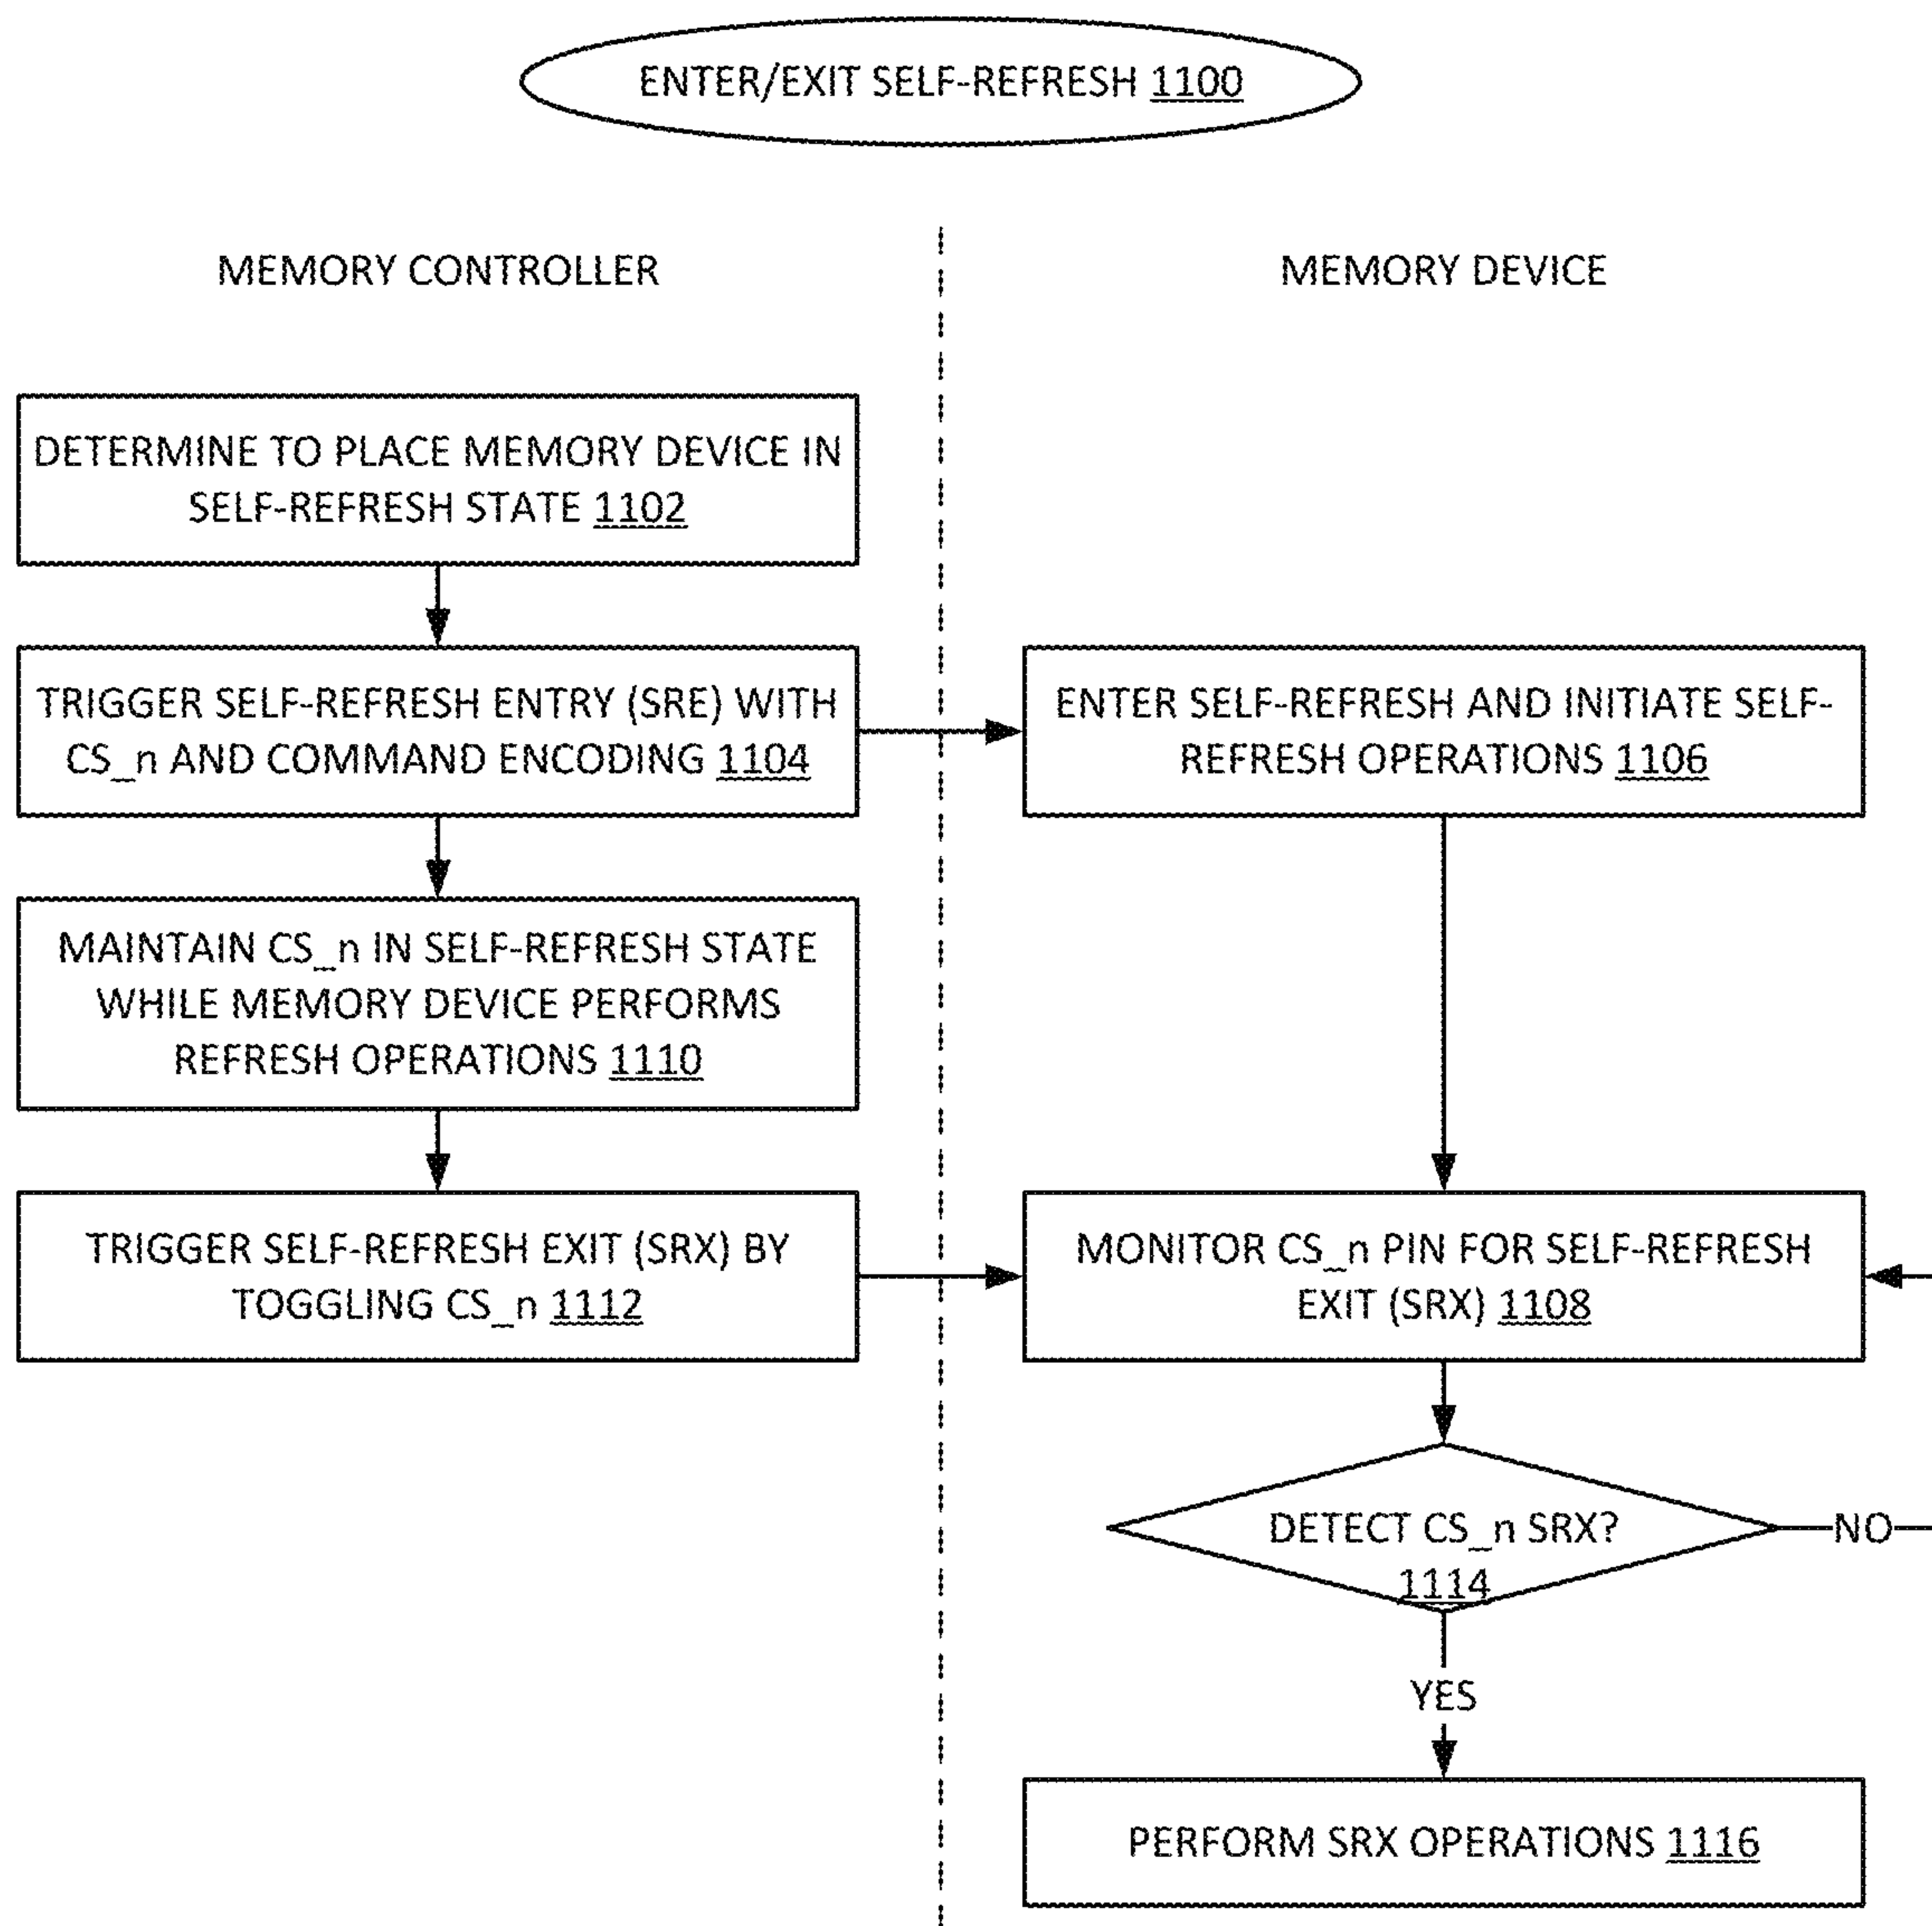 ENTER/EXIT SELF-REFRESH 1100
MEMORY CONTROLLER
MEMORY DEVICE
DETERMINE TO PLACE MEMORY DEVICE IN
SELF-REFRESH STATE 1102
TRIGGER SELF-REFRESH ENTRY (SRE) WITH
CS_n AND COMMAND ENCODING 1104
ENTER SELF-REFRESH AND INITIATE SELF-
REFRESH OPERATIONS 1106
MAINTAIN CS_n IN SELF-REFRESH STATE
WHILE MEMORY DEVICE PERFORMS
REFRESH OPERATIONS 1110
TRIGGER SELF-REFRESH EXIT (SRX) BY
TOGGLING CS_n 1112
MONITOR CS_n PIN FOR SELF-REFRESH
EXIT (SRX) 1108
DETECT CS_n SRX?
1114
NO
YES
PERFORM SRX OPERATIONS 1116